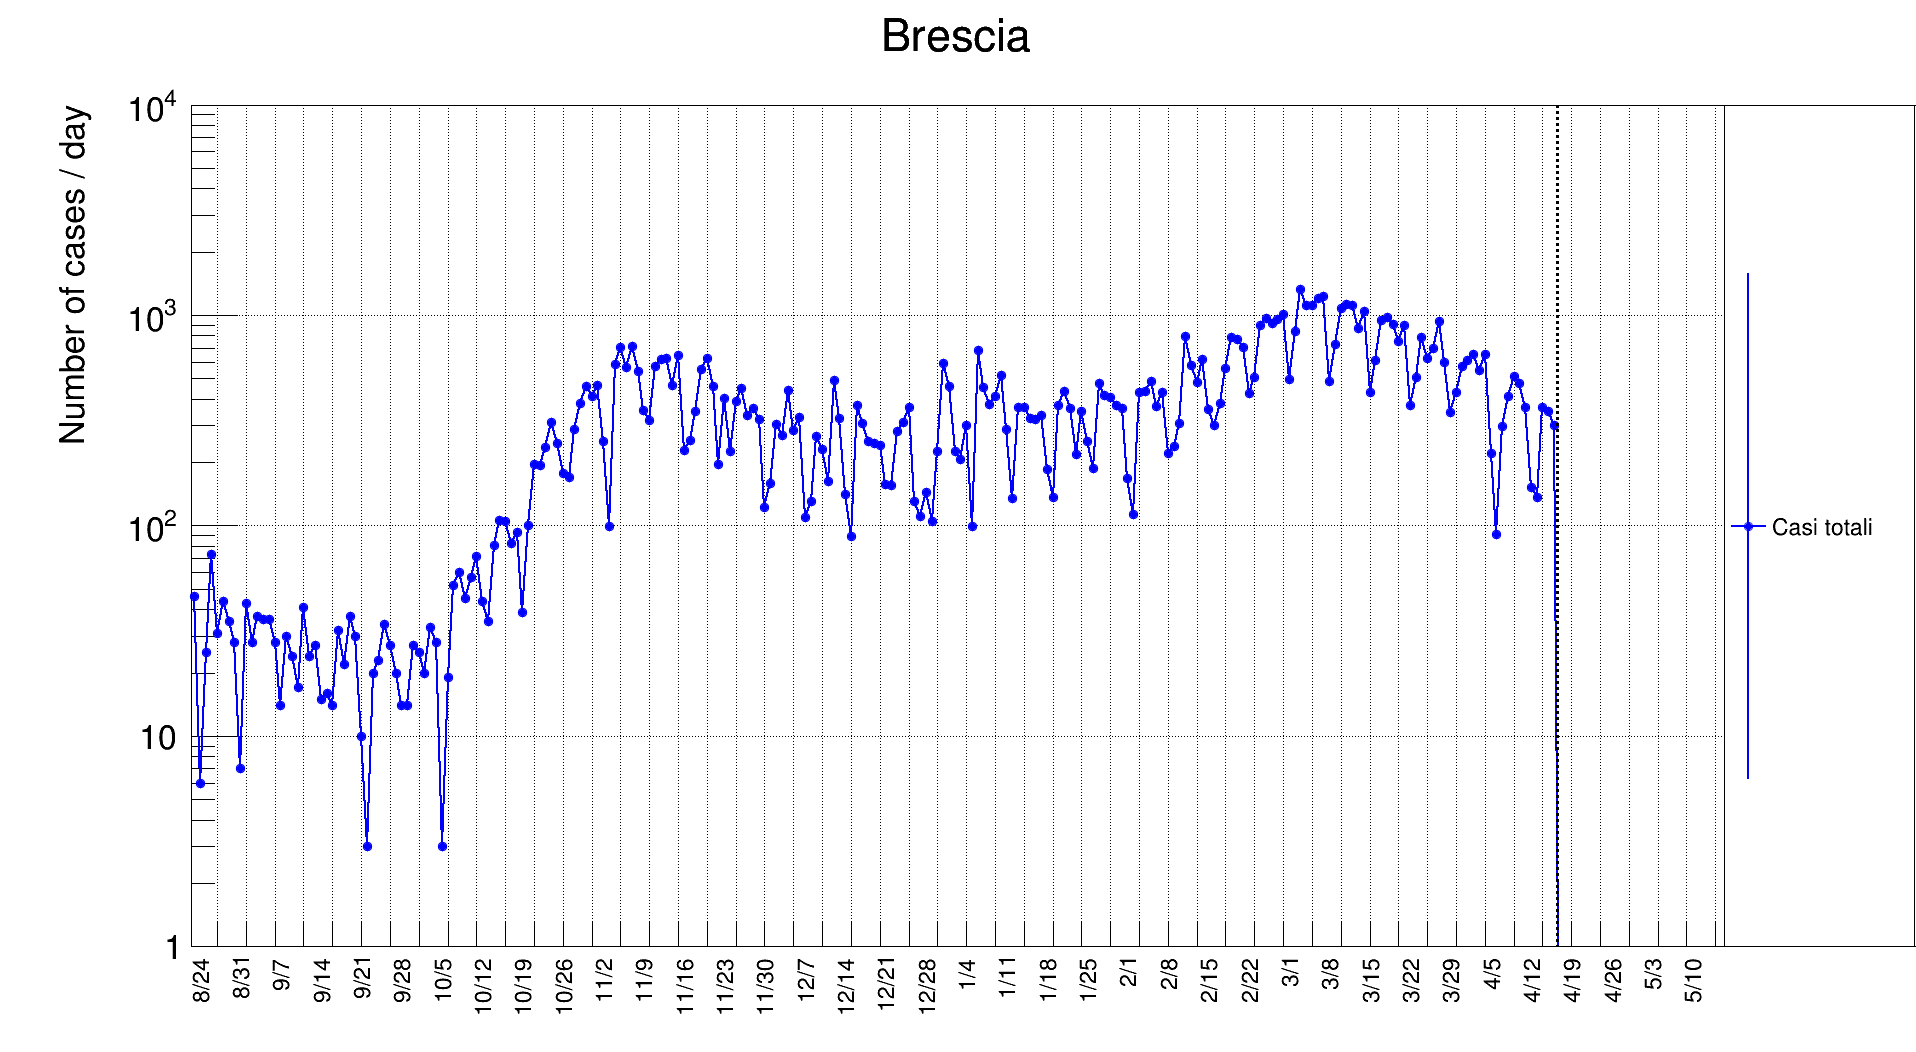 Brescia
Number of cases / day
10^4
10^3
10^2
10
1
8/24 8/31 9/7 9/14 9/21 9/28 10/5 10/12 10/19 10/26 11/2 11/9 11/16 11/23 11/30 12/7 12/14 12/21 12/28 1/4 1/11 1/18 1/25 2/1 2/8 2/15 2/22 3/1 3/8 3/15 3/22 3/29 4/5 4/12 4/19 4/26 5/3 5/10
Casi totali